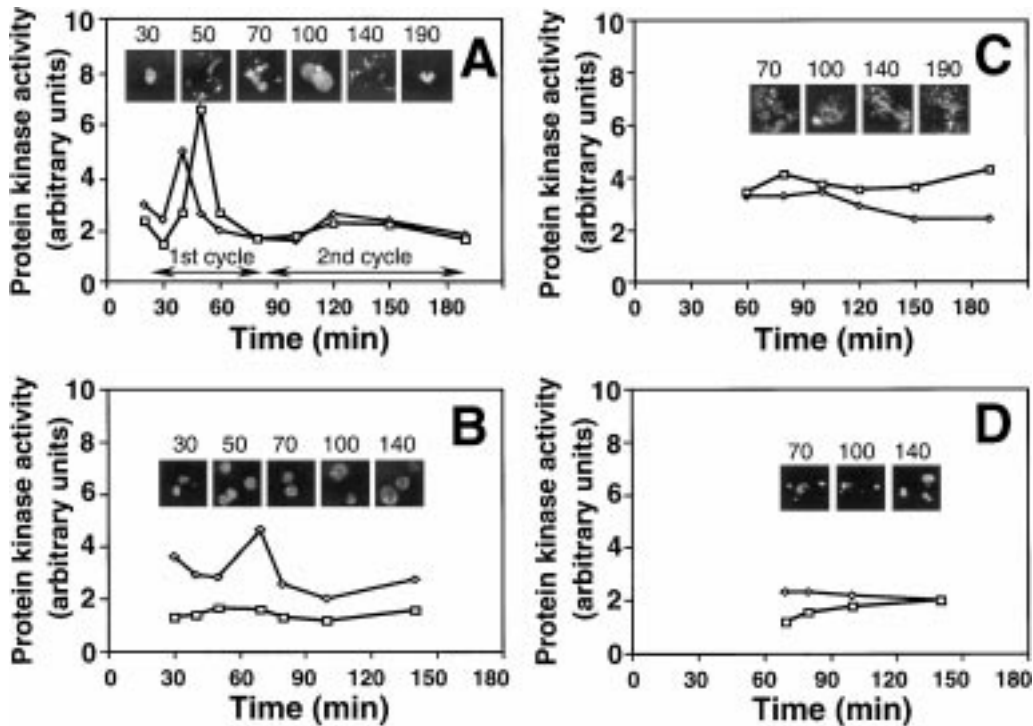 Protein kinase activity
(arbitrary units)
10
8
6
4
2
0
30 50 70 100 140 190
A
1st cycle 2nd cycle
30 60 90 120 150 180
Time (min)
Protein kinase activity
(arbitrary units)
10
8
6
4
2
0
70 100 140 190
C
0 30 60 90 120 150 180
Time (min)
Protein kinase activity
(arbitrary units)
10
8
6
4
2
0
30 50 70 100 140
B
0 30 60 90 120 150 180
Time (min)
Protein kinase activity
(arbitrary units)
10
8
6
4
2
0
70 100 140
D
0 30 60 90 120 150 180
Time (min)